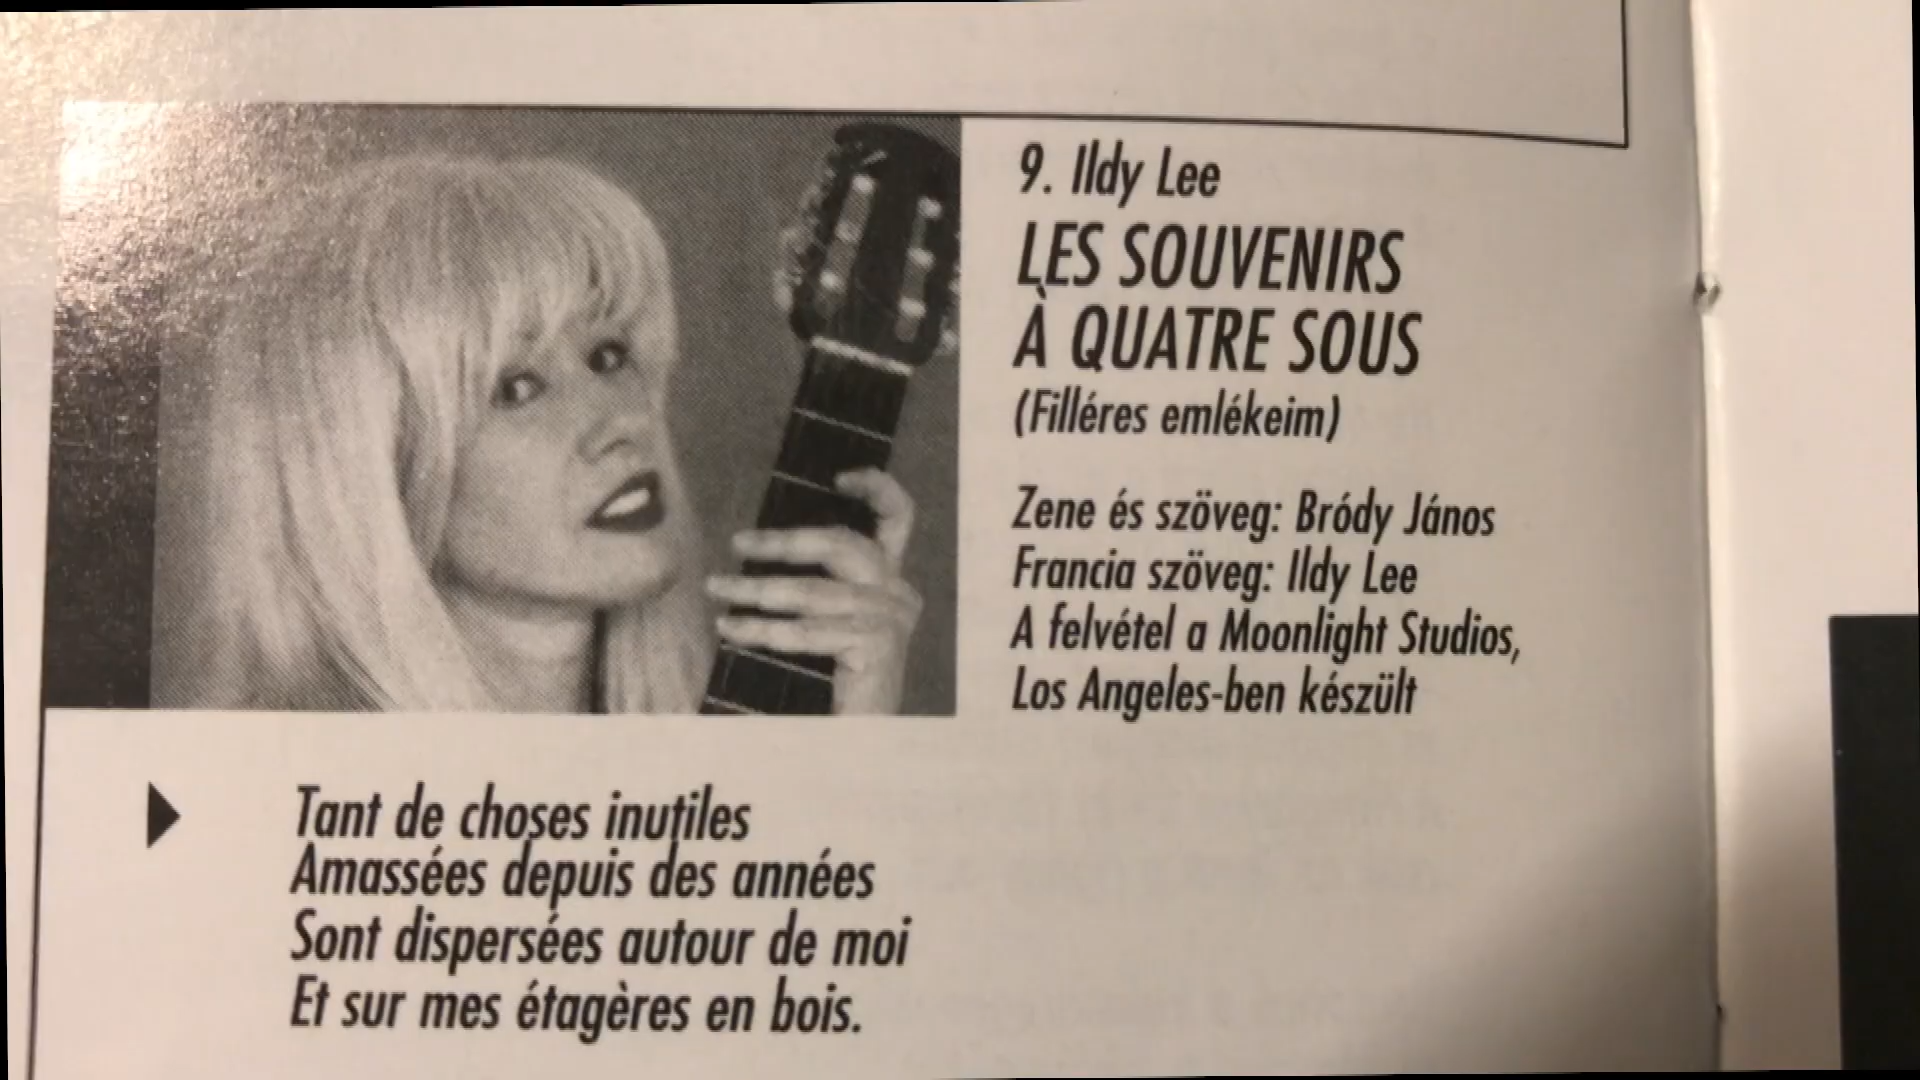 9. Ildy Lee
LES SOUVENIRS
À QUATRE SOUS
(Filléres emlékeim)
Zene és szöveg: Bródy János
Francia szöveg: Ildy Lee
A felvétel a Moonlight Studios,
Los Angeles-ben készült
Tant de choses inutiles
Amassées depuis des années
Sont dispersées autour de moi
Et sur mes étagères en bois.